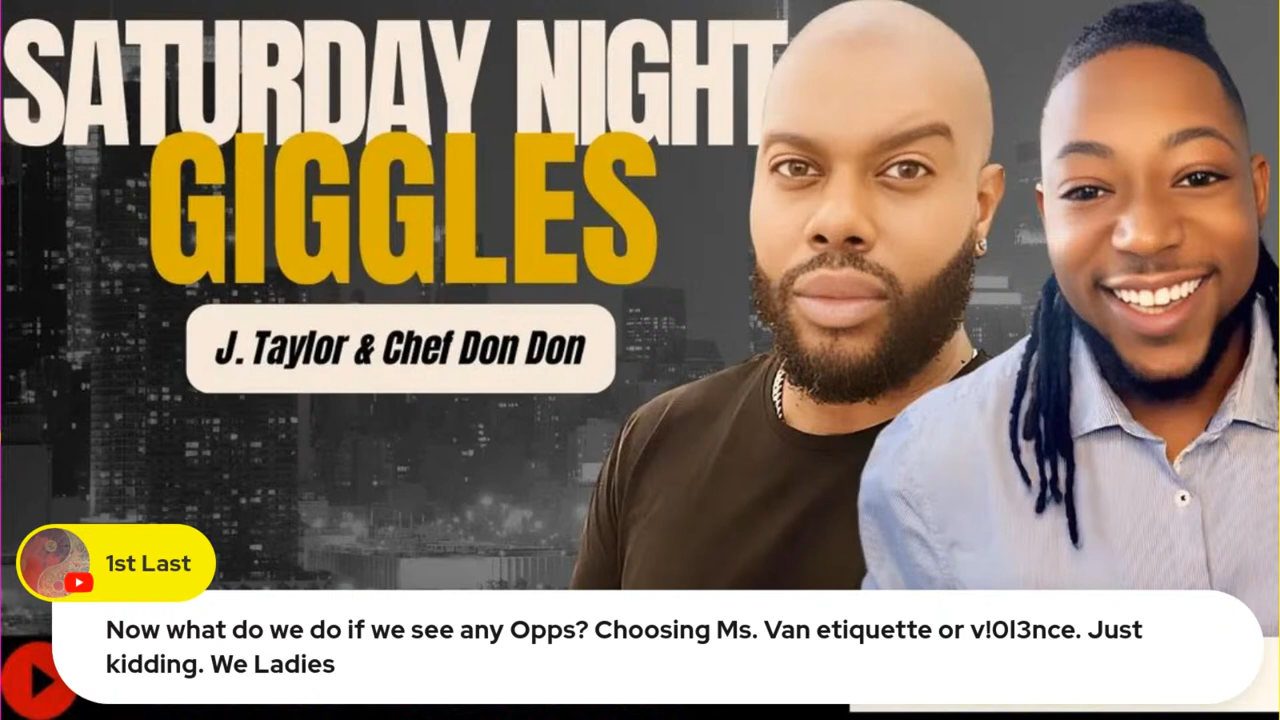 SATURDAY NIGHT
GIGGLES
J. Taylor & Chef Don Don
1st Last
Now what do we do if we see any Opps? Choosing Ms. Van etiquette or v!0l3nce. Just
kidding. We Ladies